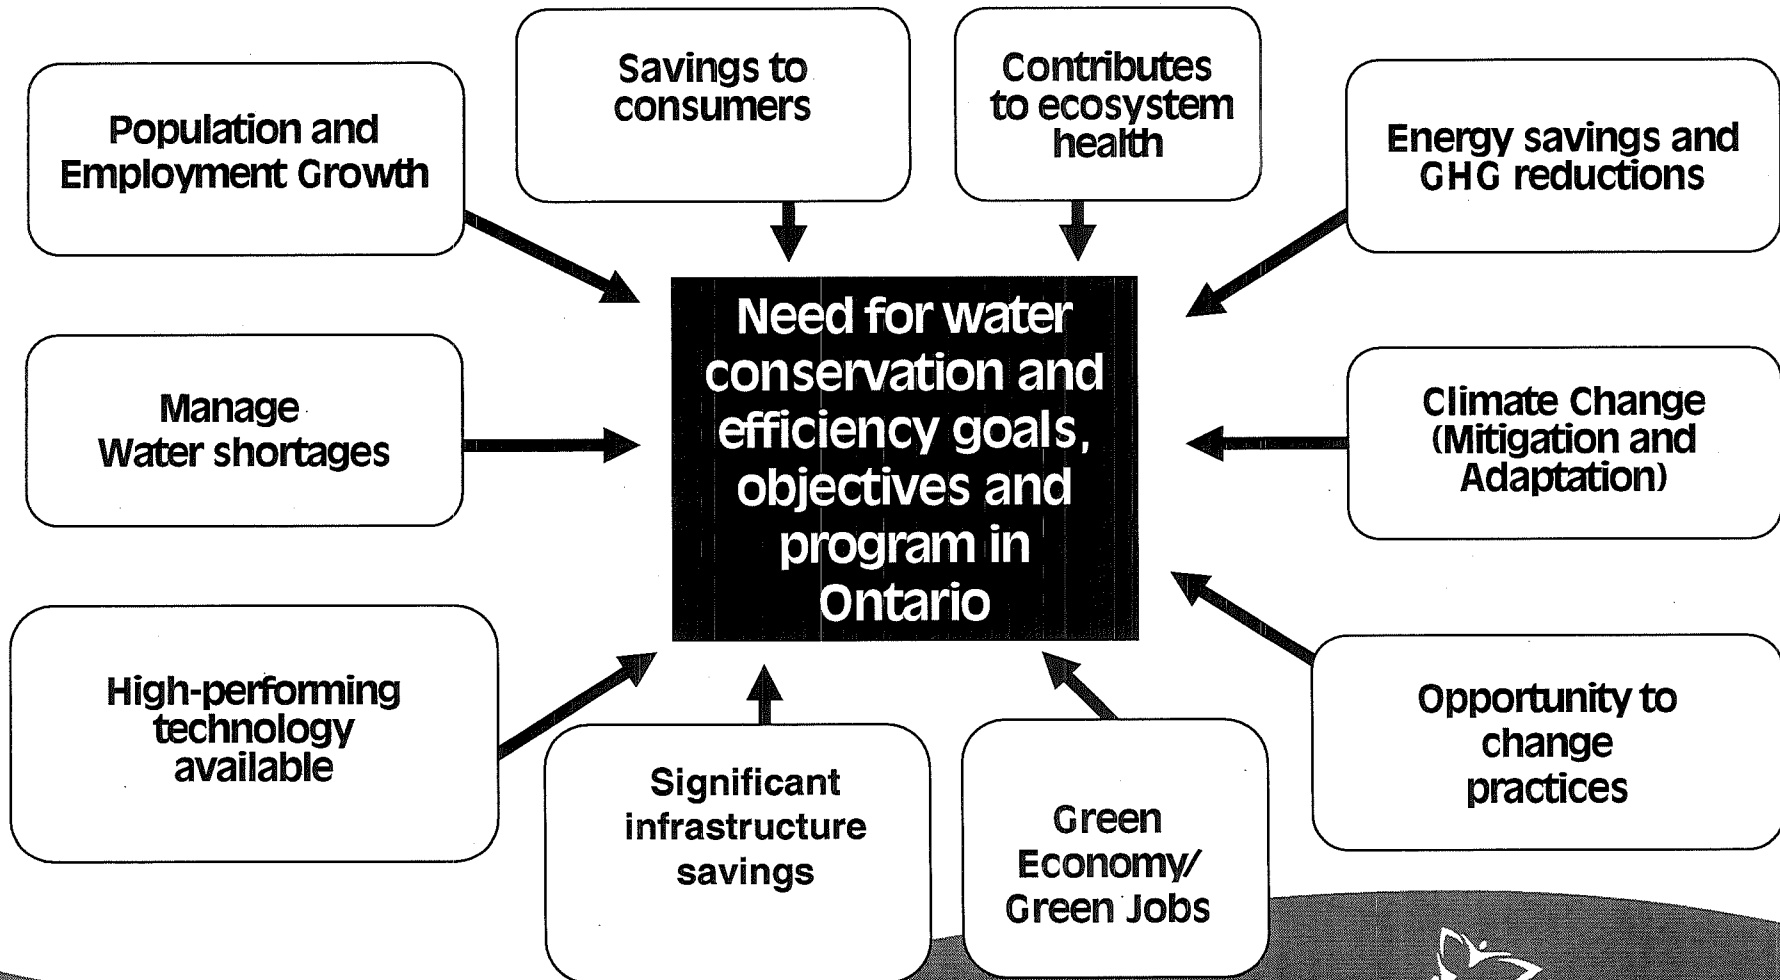 Savings to
consumers
Contributes
to ecosystem
health
Population and
Employment Growth
Energy savings and
GHG reductions
Need for water
conservation and
efficiency goals,
objectives and
program in
Ontario
Manage
Water shortages
Climate Change
(Mitigation and
Adaptation)
High-performing
technology
available
Opportunity to
change
practices
Significant
infrastructure
savings
Green
Economy/
Green Jobs